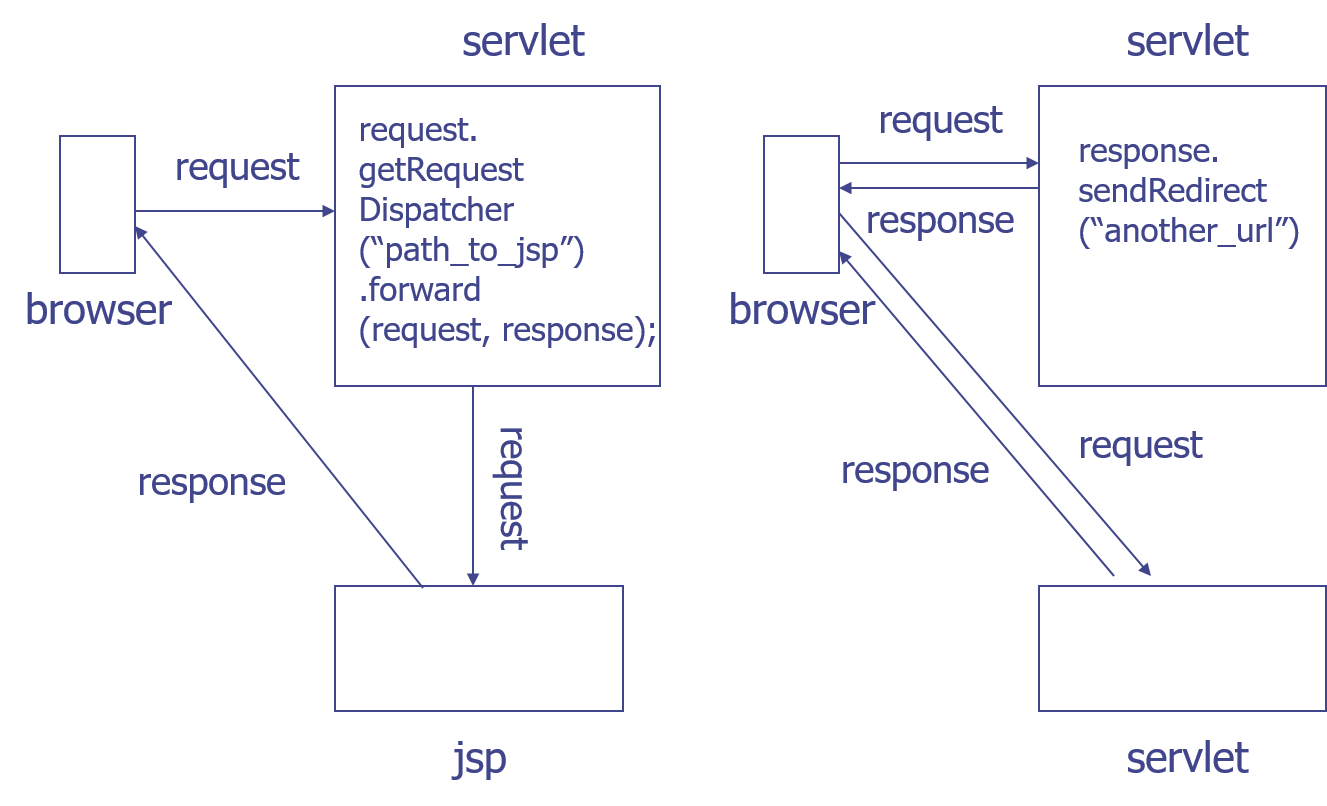 servlet
request.
getRequest
Dispatcher
(“path_to_jsp”)
.forward
(request, response);
request
browser
response
request
jsp
servlet
request
response.
sendRedirect
(“another_url”)
response
browser
request
response
servlet